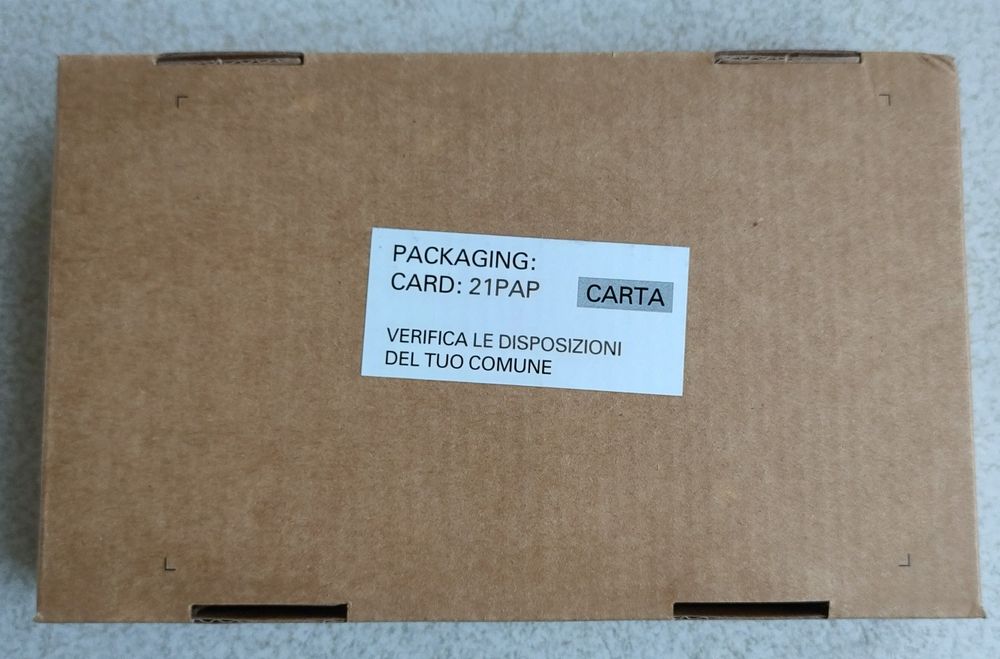 PACKAGING:
CARD: 21PAP CARTA
VERIFICA LE DISPOSIZIONI
DEL TUO COMUNE